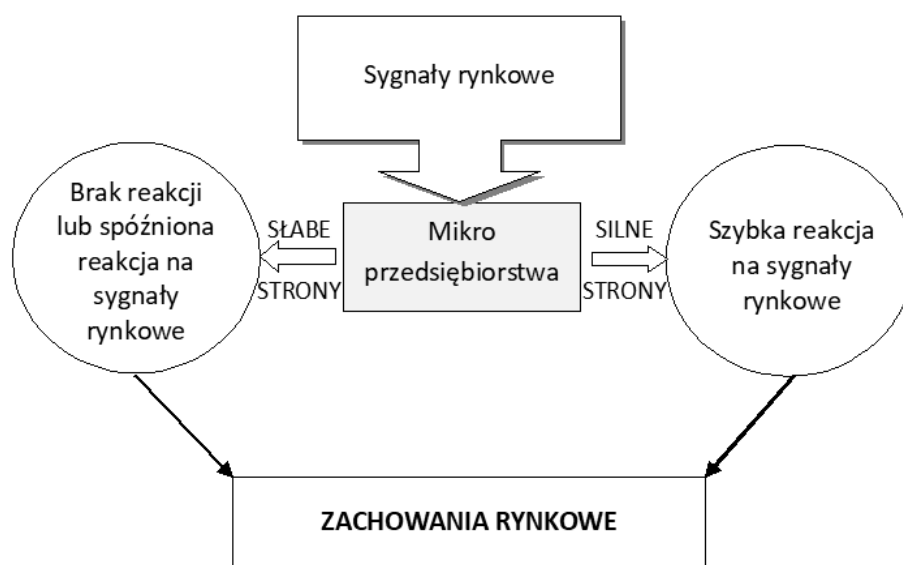 Sygnały rynkowe
Brak reakcji
lub spóźniona
reakcja na
sygnały
rynkowe
SŁABE
STRONY
Mikro
przedsiębiorstwa
SILNE
STRONY
Szybka reakcja
na sygnały
rynkowe
ZACHOWANIA RYNKOWE